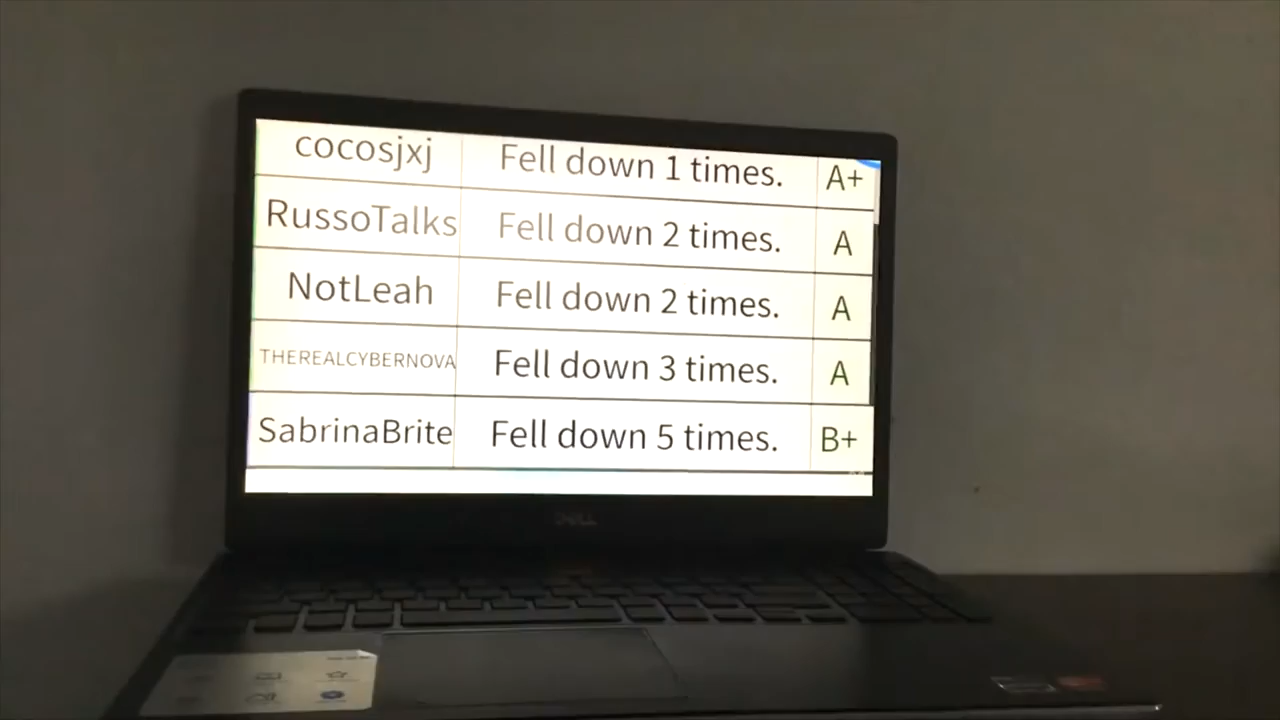 cocosjxj Fell down 1 times. A+
RussoTalks Fell down 2 times. A
NotLeah Fell down 2 times. A
THEREALCYBERNOVA Fell down 3 times. A
SabrinaBrite Fell down 5 times. B+
DELL